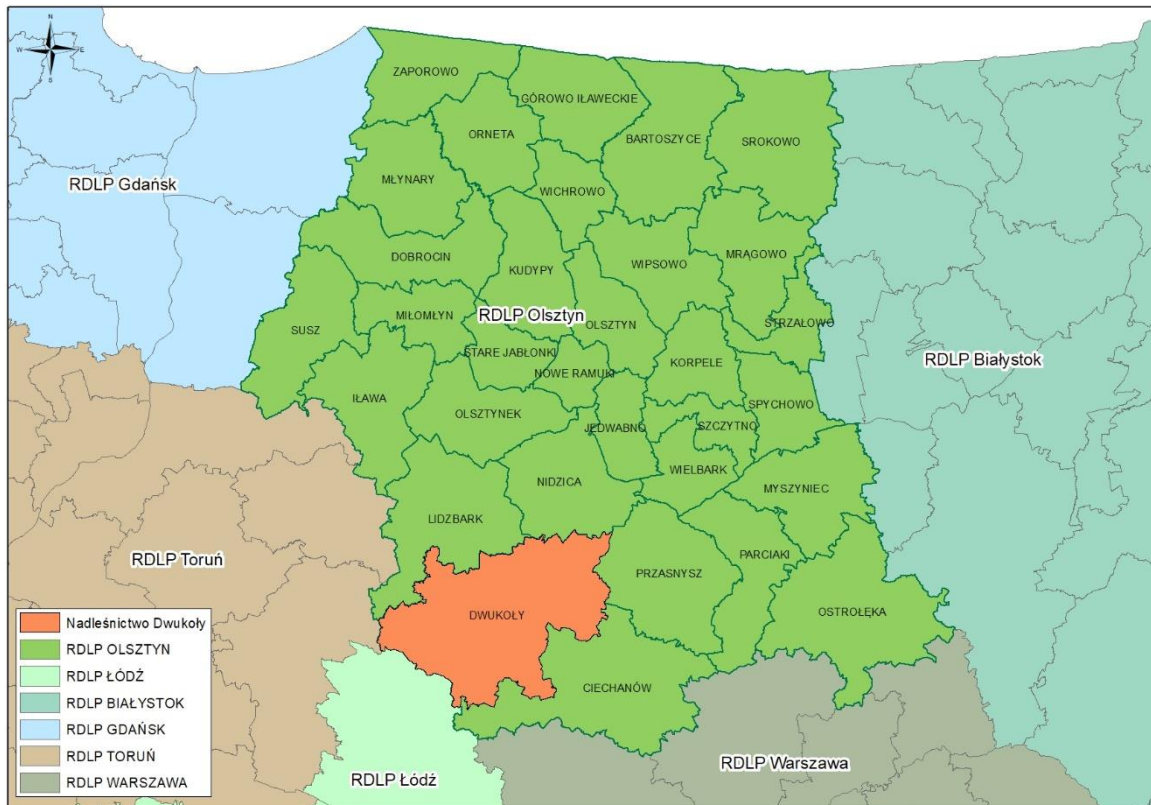 N
W E
S
ZAPOROWO
GÓROWO IŁAWECKIE
ORNETA
BARTOSZYCE
SROKOWO
RDLP Gdańsk
MŁYNARY
WICHROWO
DOBROCIN
KUDYPY
WIPSOWO
MRĄGOWO
SUSZ
MIŁOMŁYN
RDLP Olsztyn
OLSZTYN
STRZAŁOWO
STARE JABŁONKI
NOWE RAMUKI
KORPELE
RDLP Białystok
IŁAWA
OLSZTYNEK
JEDWABNO
SZCZYTNO
SPYCHOWO
NIDZICA
WIELBARK
MYSZYNIEC
LIDZBARK
RDLP Toruń
PRZASNYSZ
PARCIAKI
DWUKOŁY
OSTROŁĘKA
CIECHANÓW
RDLP Łódź
RDLP Warszawa
Nadleśnictwo Dwukoły
RDLP OLSZTYN
RDLP ŁÓDŹ
RDLP BIAŁYSTOK
RDLP GDAŃSK
RDLP TORUŃ
RDLP WARSZAWA